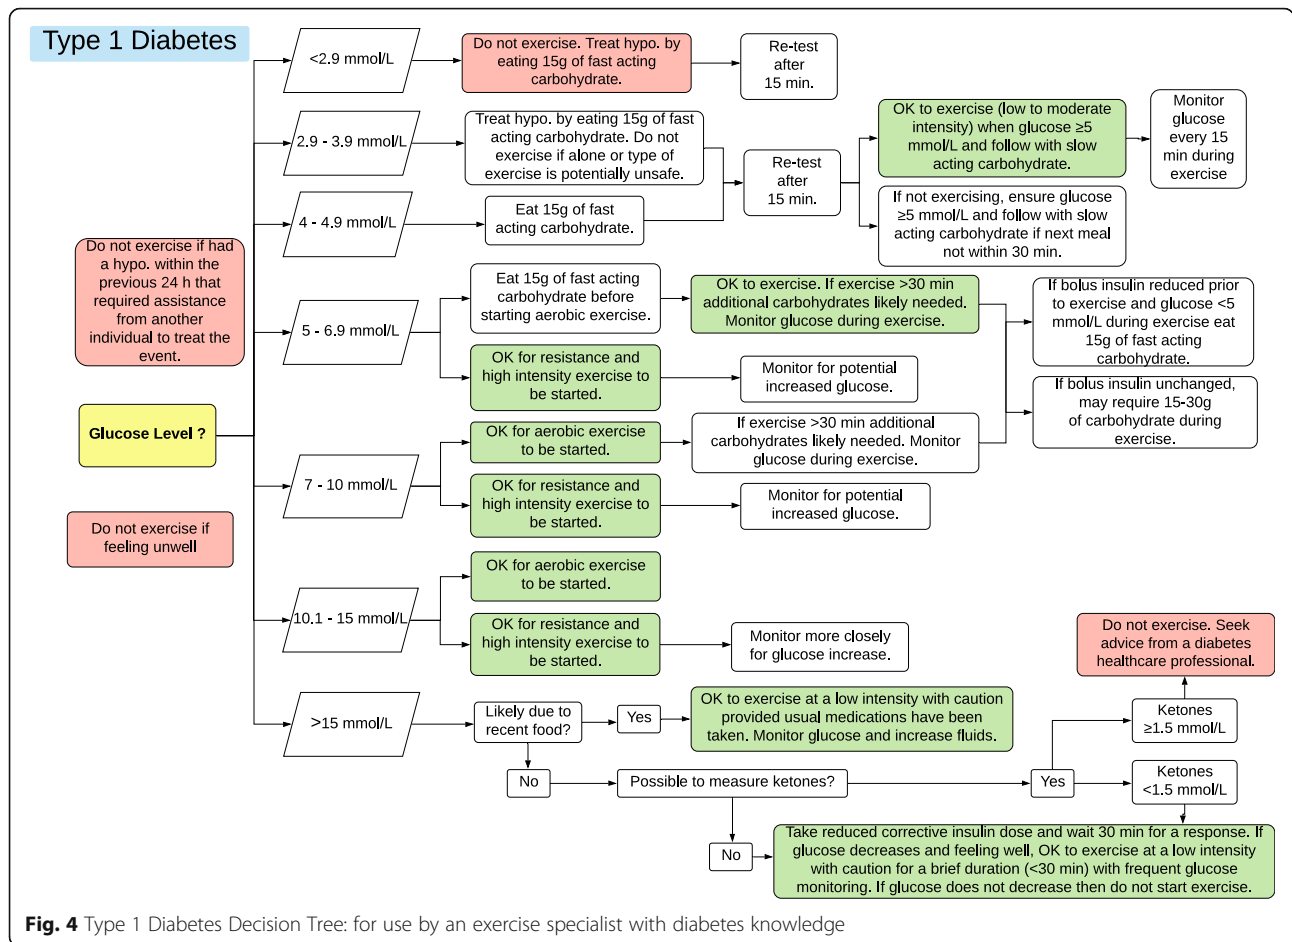 Type 1 Diabetes
<2.9 mmol/L
Do not exercise. Treat hypo. by
eating 15g of fast acting
carbohydrate.
Re-test
after
15 min.
2.9 - 3.9 mmol/L
Treat hypo. by eating 15g of fast
acting carbohydrate. Do not
exercise if alone or type of
exercise is potentially unsafe.
4 - 4.9 mmol/L
Eat 15g of fast
acting carbohydrate.
Re-test
after
15 min.
OK to exercise (low to moderate
intensity) when glucose ≥5
mmol/L and follow with slow
acting carbohydrate.
Monitor
glucose
every 15
min during
exercise
If not exercising, ensure glucose
≥5 mmol/L and follow with slow
acting carbohydrate if next meal
not within 30 min.
Do not exercise if had
a hypo. within the
previous 24 h that
required assistance
from another
individual to treat the
event.
Glucose Level ?
Do not exercise if
feeling unwell
5 - 6.9 mmol/L
Eat 15g of fast acting
carbohydrate before
starting aerobic exercise.
OK to exercise. If exercise >30 min
additional carbohydrates likely needed.
Monitor glucose during exercise.
If bolus insulin reduced prior
to exercise and glucose <5
mmol/L during exercise eat
15g of fast acting
carbohydrate.
OK for resistance and
high intensity exercise to
be started.
Monitor for potential
increased glucose.
If bolus insulin unchanged,
may require 15-30g
of carbohydrate during
exercise.
7 - 10 mmol/L
OK for aerobic exercise
to be started.
If exercise >30 min additional
carbohydrates likely needed. Monitor
glucose during exercise.
OK for resistance and
high intensity exercise to
be started.
Monitor for potential
increased glucose.
10.1 - 15 mmol/L
OK for aerobic exercise
to be started.
OK for resistance and
high intensity exercise to
be started.
Monitor more closely
for glucose increase.
>15 mmol/L
Likely due to
recent food?
Yes
OK to exercise at a low intensity with caution
provided usual medications have been
taken. Monitor glucose and increase fluids.
No
Possible to measure ketones?
Yes
Ketones
≥1.5 mmol/L
Do not exercise. Seek
advice from a diabetes
healthcare professional.
Ketones
<1.5 mmol/L
No
Take reduced corrective insulin dose and wait 30 min for a response. If
glucose decreases and feeling well, OK to exercise at a low intensity
with caution for a brief duration (<30 min) with frequent glucose
monitoring. If glucose does not decrease then do not start exercise.
Fig. 4 Type 1 Diabetes Decision Tree: for use by an exercise specialist with diabetes knowledge